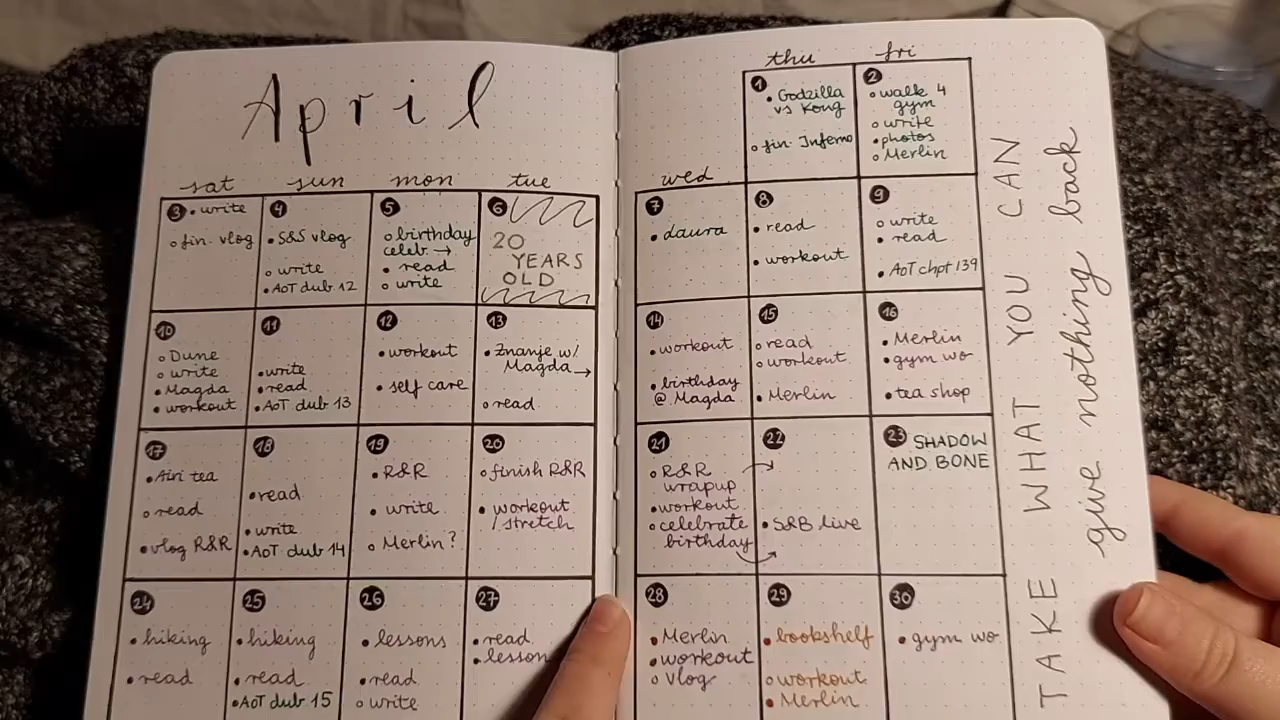 April
sat
sun
mon
tue
3 • write
○ fin. vlog
4
• S&S vlog
○ write
• AoT dub 12
5
○ birthday
celeb. →
• read
○ write
6
20
YEARS
OLD
10
○ Dune
○ write
• Magda
• workout
11
• write
• read
• AoT dub 13
12
• workout
• self care
13
• Znanje w/
Magda →
○ read
17
• Airi tea
○ read
• vlog R&R
18
• read
• write
• AoT dub 14
19
• R&R
• write
○ Merlin?
20
○ finish R&R
• workout
/ stretch
24
• hiking
• read
25
• hiking
• read
• AoT dub 15
26
• lessons
• read
○ write
27
• read
• lesson
thu
fri
wed
1
• Godzilla
vs Kong
○ fin. Inferno
2
○ walk 4
gym
○ write
• photos
○ Merlin
7
• daura
8
• read
• workout
9
○ write
• read
• AoT chpt 139
14
• workout
• birthday
@ Magda
15
○ read
○ workout
• Merlin
16
• Merlin
• gym wo
• tea shop
21
○ R&R
wrapup
• workout
○ celebrate
birthday
22
• S&B live
23 SHADOW
AND BONE
28
• Merlin
• workout
○ vlog
29
• bookshelf
○ workout
• Merlin
30
• gym wo
TAKE WHAT YOU CAN
give nothing back